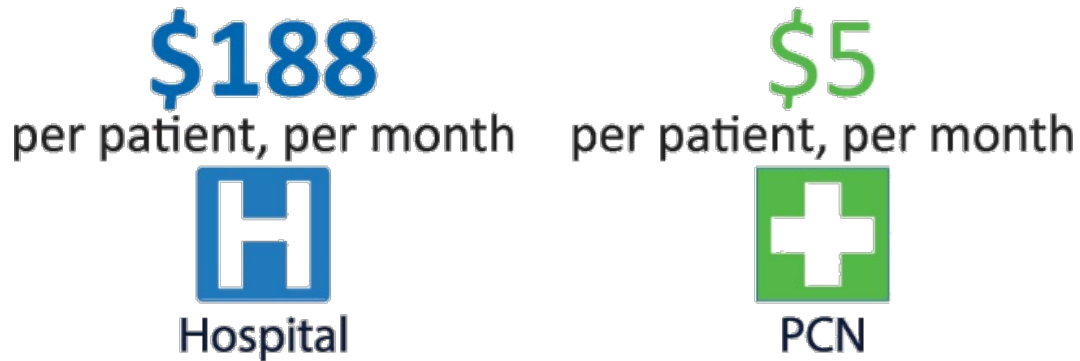 $188
per patient, per month
H
Hospital
$5
per patient, per month
PCN